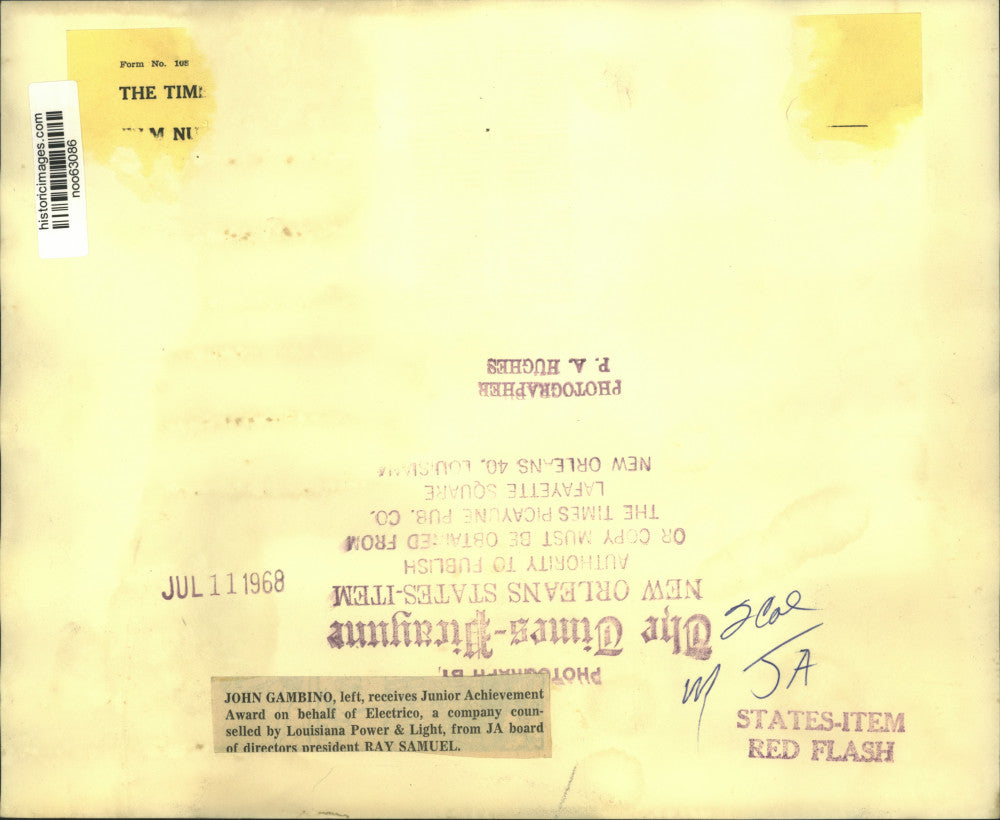 Form No. 108
THE TIM
M NU
historicimages.com
noo63086
PHOTOGRAPHER
P. A. HUGHES
PHOTOGRAPH BY
The Times-Picayune
NEW ORLEANS STATES-ITEM
AUTHORITY TO PUBLISH
OR COPY MUST BE OBTAINED FROM
THE TIMES PICAYUNE PUB. CO.
LAFAYETTE SQUARE
NEW ORLEANS 40, LOUISIANA
JUL 11 1968
2 Col
w/ JA
STATES-ITEM
RED FLASH
JOHN GAMBINO, left, receives Junior Achievement
Award on behalf of Electrico, a company coun-
selled by Louisiana Power & Light, from JA board
of directors president RAY SAMUEL.